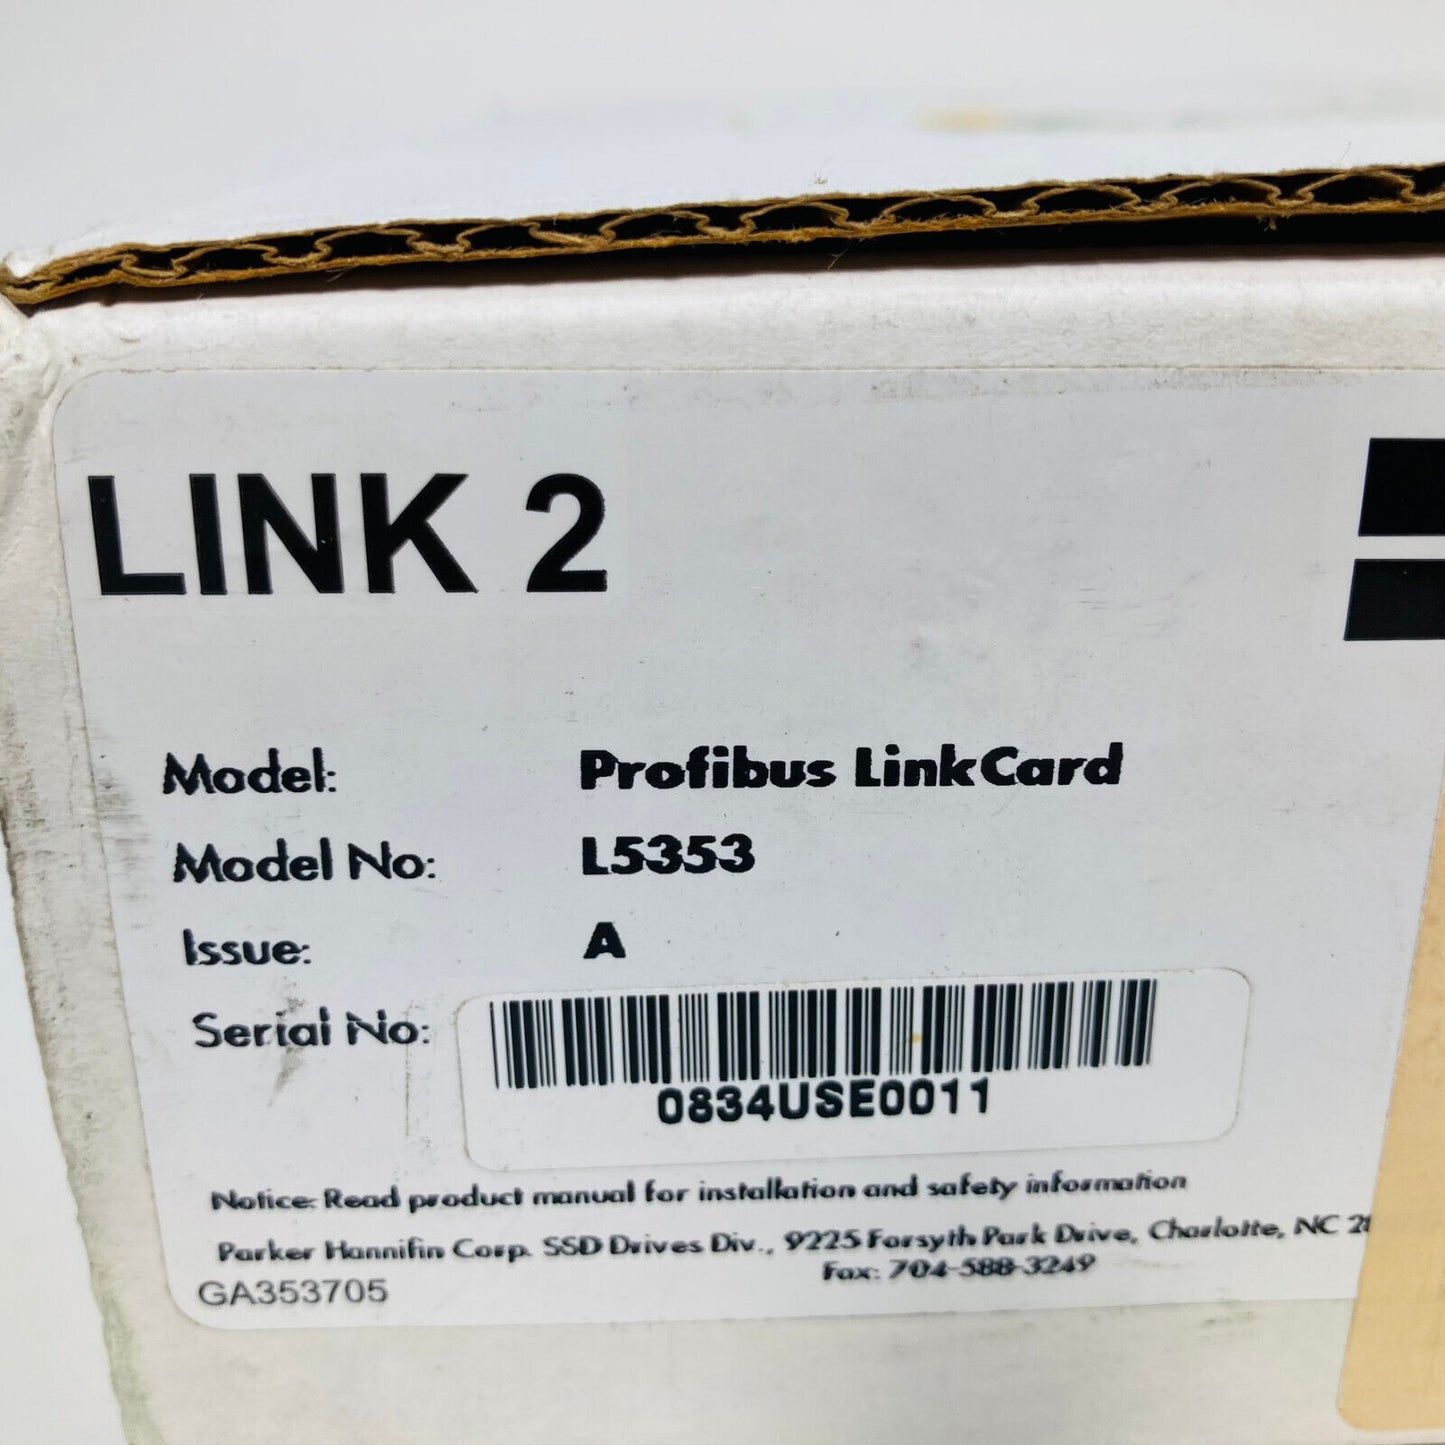 LINK 2
Model: Profibus LinkCard
Model No: L5353
Issue: A
Serial No:
0834USE0011
Notice: Read product manual for installation and safety information
Parker Hannifin Corp. SSD Drives Div., 9225 Forsyth Park Drive, Charlotte, NC
Fax: 704-588-3249
GA353705